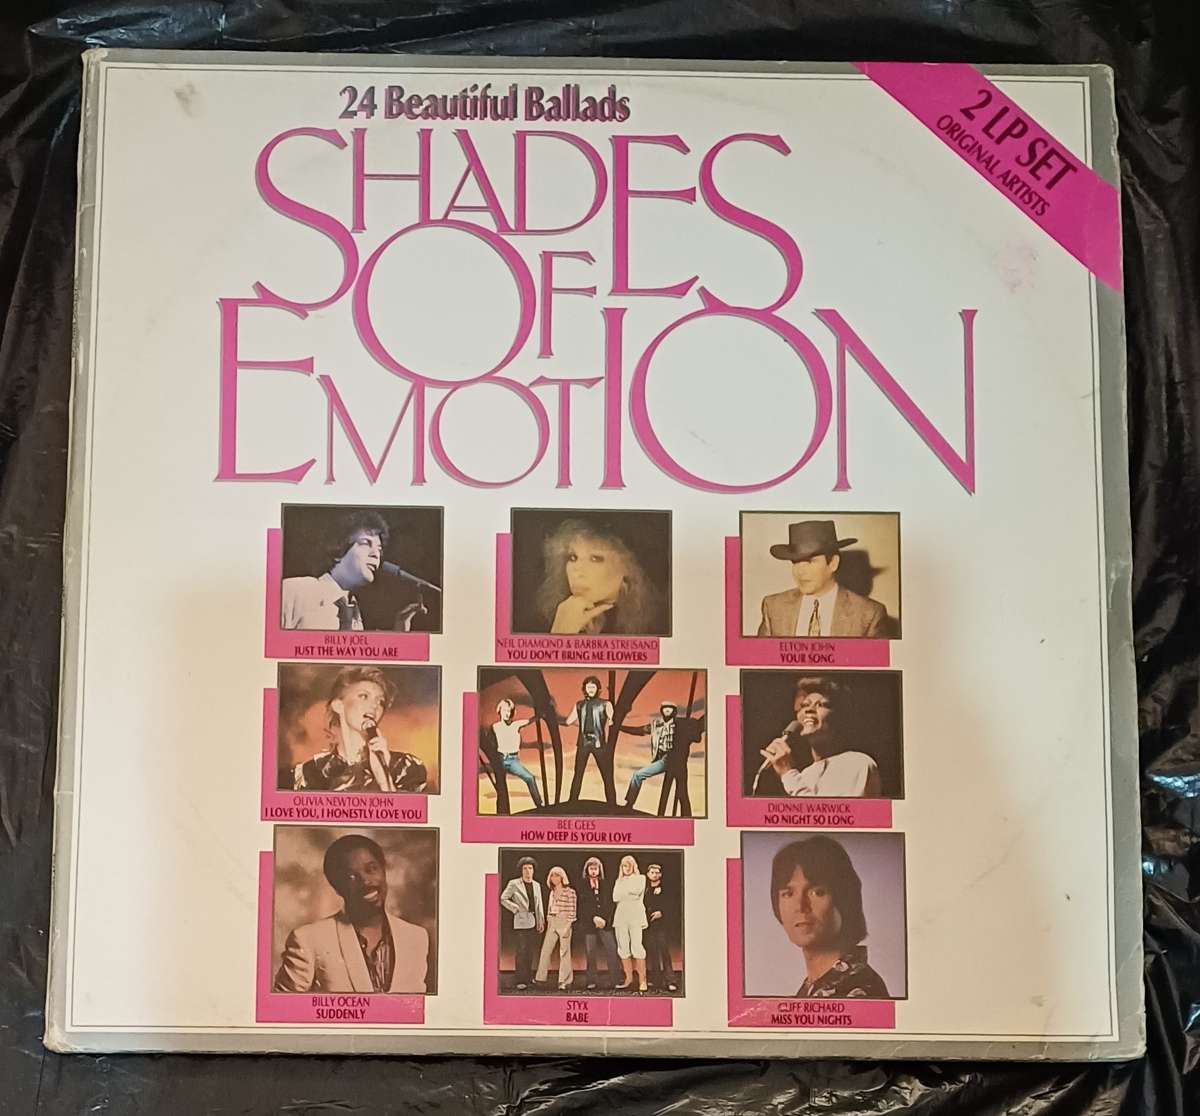 24 Beautiful Ballads
2 LP SET
ORIGINAL ARTISTS
SHADES
OF
EMOTION
BILLY JOEL
JUST THE WAY YOU ARE
NEIL DIAMOND & BARBRA STREISAND
YOU DON'T BRING ME FLOWERS
ELTON JOHN
YOUR SONG
OLIVIA NEWTON JOHN
I LOVE YOU, I HONESTLY LOVE YOU
BEE GEES
HOW DEEP IS YOUR LOVE
DIONNE WARWICK
NO NIGHT SO LONG
BILLY OCEAN
SUDDENLY
STYX
BABE
CLIFF RICHARD
MISS YOU NIGHTS